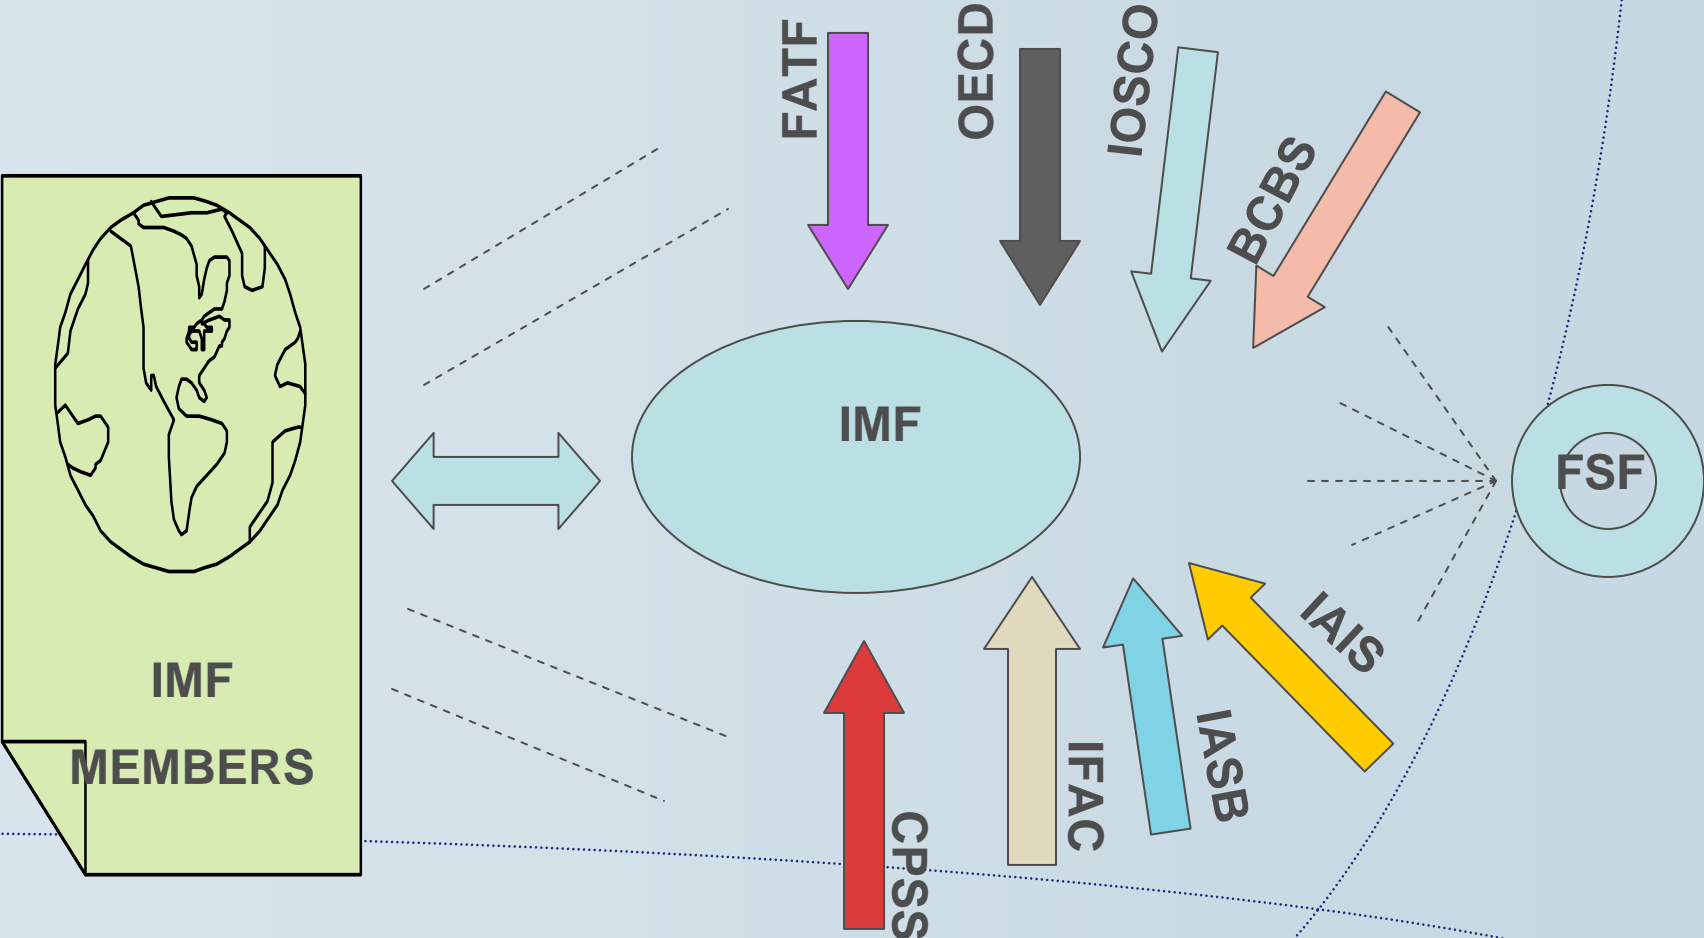 FATF
OECD
IOSCO
BCBS
IMF
FSF
IAIS
IMF
MEMBERS
IASB
IFAC
CPSS